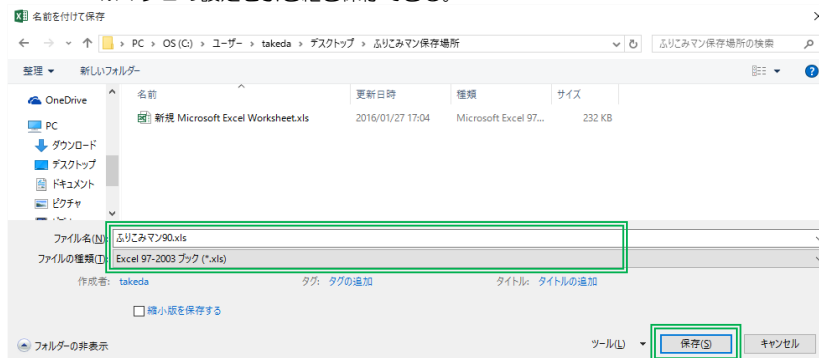 名前を付けて保存
PC › OS (C:) › ユーザー › takeda › デスクトップ › ふりこみマン保存場所 ふりこみマン保存場所の検索
整理 新しいフォルダー
名前 更新日時 種類 サイズ
OneDrive
新規 Microsoft Excel Worksheet.xls 2016/01/27 17:04 Microsoft Excel 97... 232 KB
PC
ダウンロード
デスクトップ
ドキュメント
ピクチャ
ファイル名(N): ふりこみマン90.xls
ファイルの種類(T): Excel 97-2003 ブック (*.xls)
作成者: takeda タグ: タグの追加 タイトル: タイトルの追加
縮小版を保存する
フォルダーの非表示 ツール(L) 保存(S) キャンセル